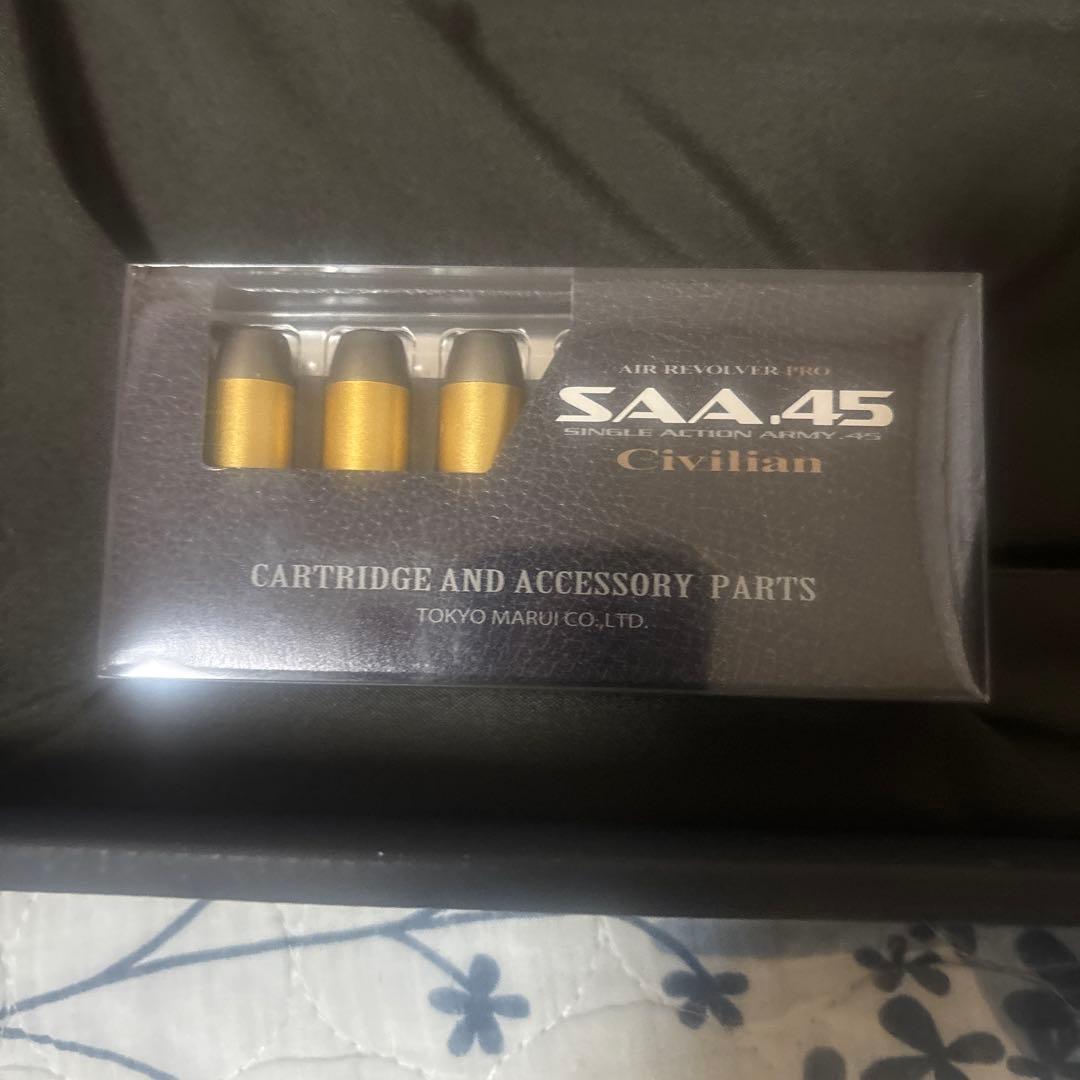 AIR REVOLVER PRO
SAA.45
SINGLE ACTION ARMY .45
Civilian
CARTRIDGE AND ACCESSORY PARTS
TOKYO MARUI CO.,LTD.